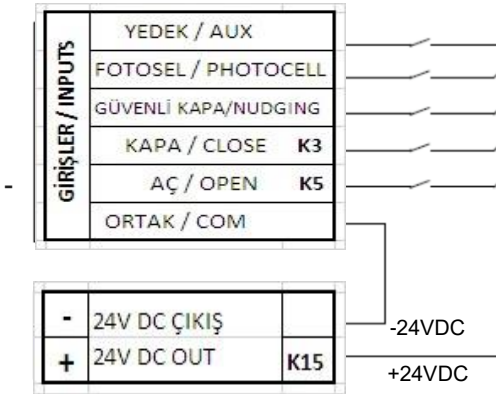 GİRİŞLER / INPUTS
YEDEK / AUX
FOTOSEL / PHOTOCELL
GÜVENLİ KAPA/NUDGING
KAPA / CLOSE K3
AÇ / OPEN K5
-
ORTAK / COM
- 24V DC ÇIKIŞ
-24VDC
+ 24V DC OUT K15
+24VDC